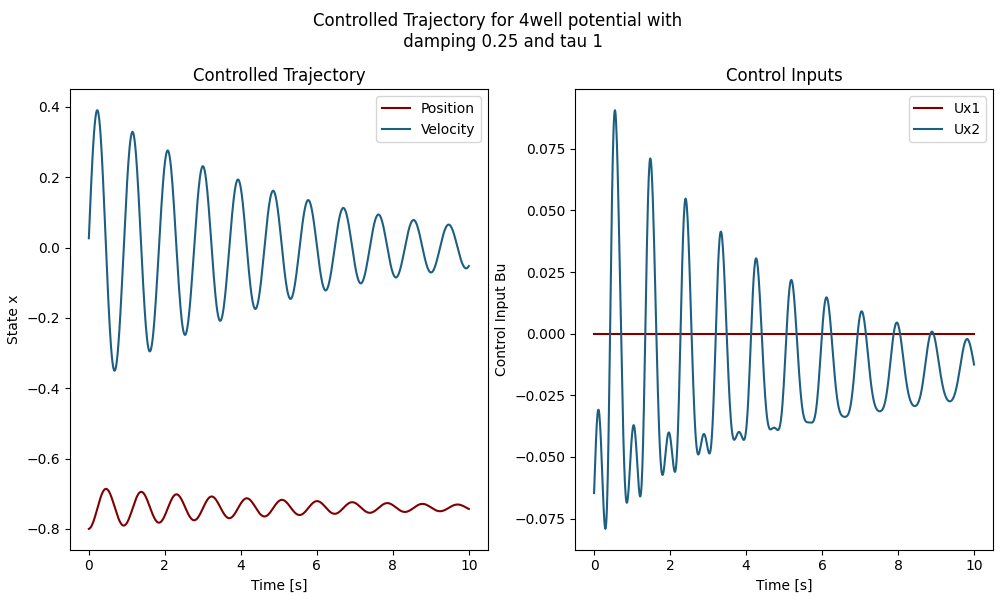 Controlled Trajectory for 4well potential with
damping 0.25 and tau 1
Controlled Trajectory
Position
Velocity
State x
0.4
0.2
0.0
−0.2
−0.4
−0.6
−0.8
0 2 4 6 8 10
Time [s]
Control Inputs
Ux1
Ux2
Control Input Bu
0.075
0.050
0.025
0.000
−0.025
−0.050
−0.075
0 2 4 6 8 10
Time [s]